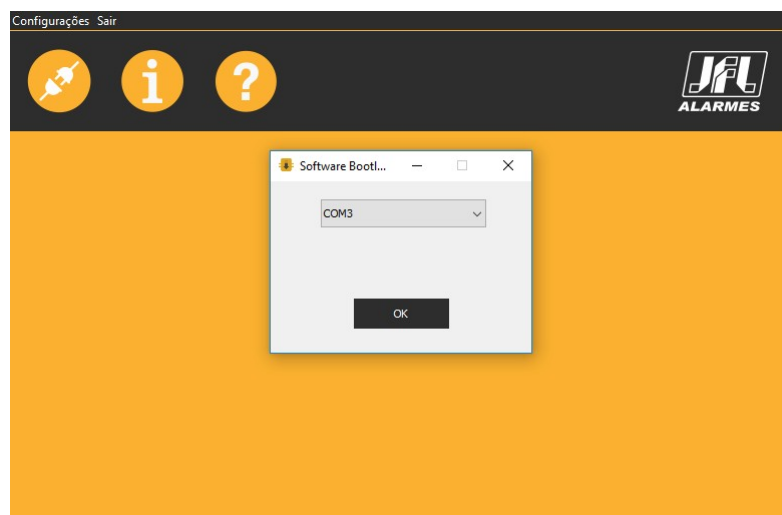 Configurações Sair
i
?
JFL
ALARMES
Software Bootl...
COM3
OK